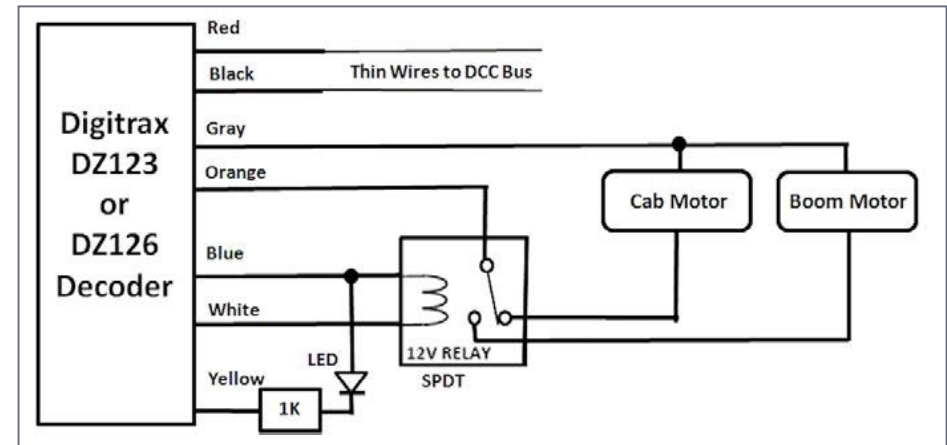 Digitrax
DZ123
or
DZ126
Decoder
Red
Black
Thin Wires to DCC Bus
Gray
Orange
Cab Motor
Boom Motor
Blue
White
12V RELAY
SPDT
LED
Yellow
1K